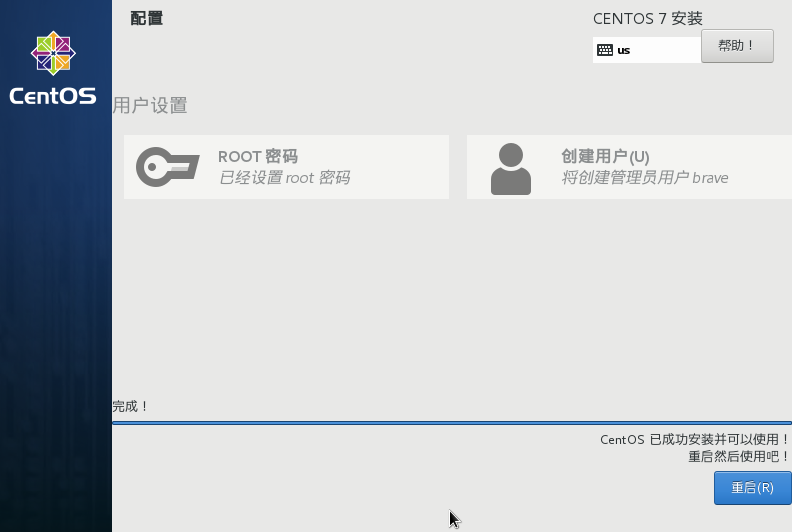 CentOS
配置
CENTOS 7 安装
us
帮助！
用户设置
ROOT 密码
已经设置 root 密码
创建用户(U)
将创建管理员用户 brave
完成！
CentOS 已成功安装并可以使用！
重启然后使用吧！
重启(R)